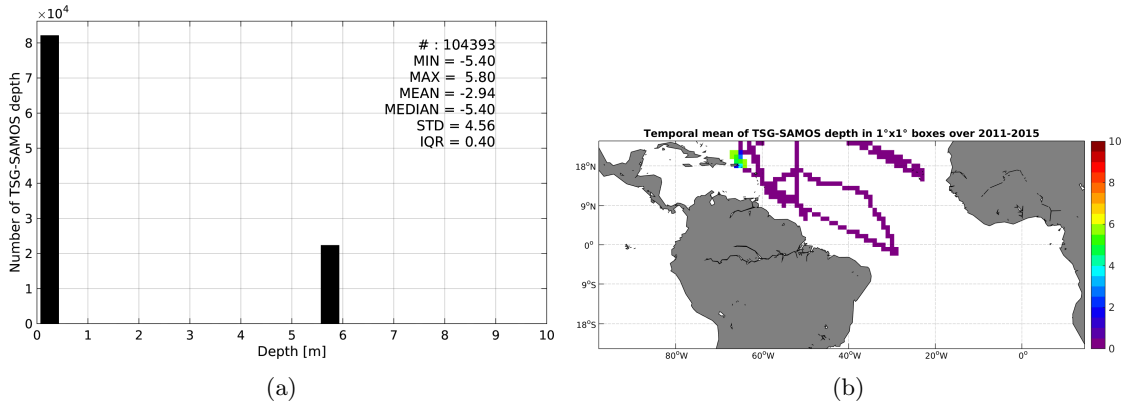 ×10⁴
# : 104393
MIN = -5.40
MAX = 5.80
MEAN = -2.94
MEDIAN = -5.40
STD = 4.56
IQR = 0.40
Number of TSG-SAMOS depth
8
7
6
5
4
3
2
1
0
0 1 2 3 4 5 6 7 8 9 10
Depth [m]
(a)
Temporal mean of TSG-SAMOS depth in 1°x1° boxes over 2011-2015
18°N
9°N
0°
9°S
18°S
80°W 60°W 40°W 20°W 0°
10
8
6
4
2
0
(b)